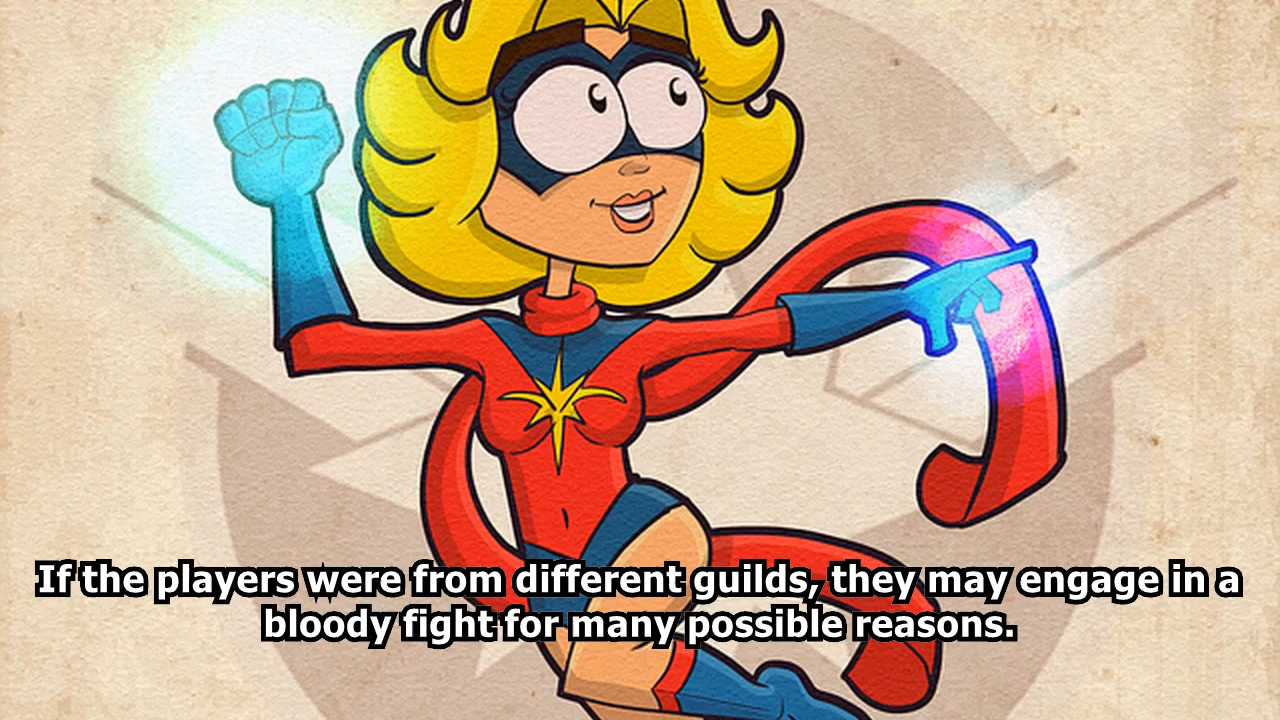 If the players were from different guilds, they may engage in a
bloody fight for many possible reasons.